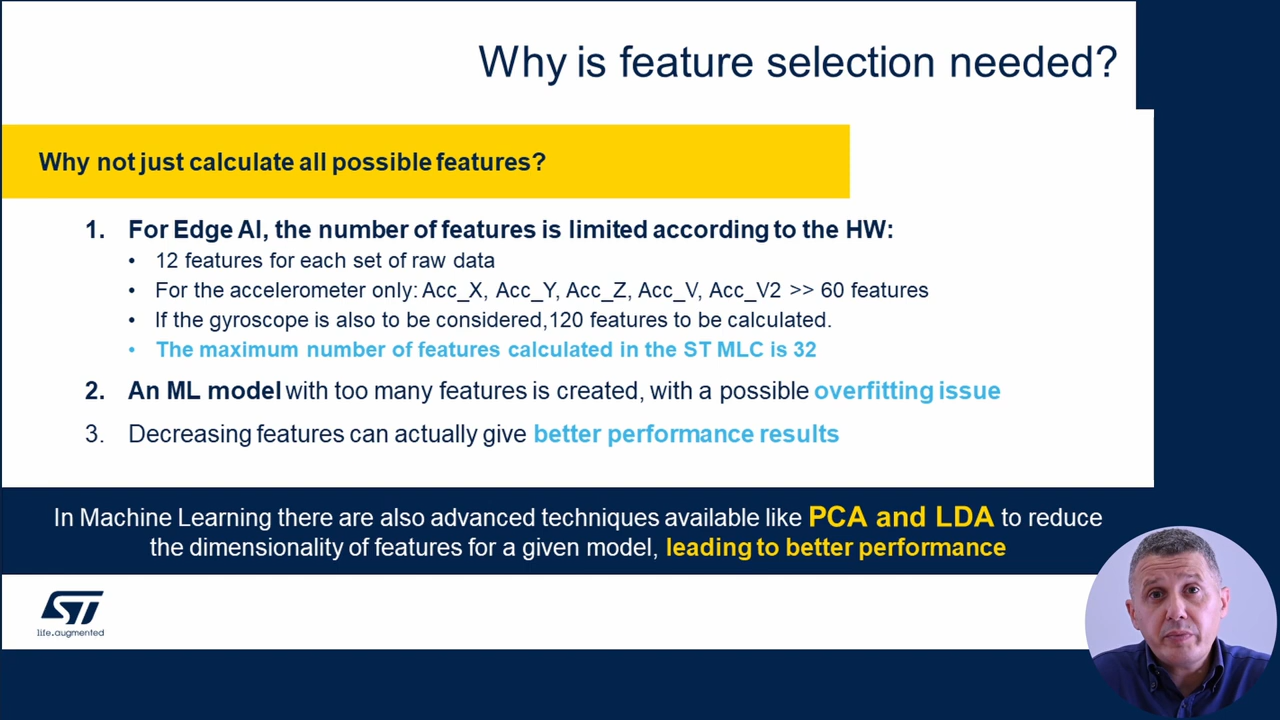 Why is feature selection needed?
Why not just calculate all possible features?
1. For Edge AI, the number of features is limited according to the HW:
• 12 features for each set of raw data
• For the accelerometer only: Acc_X, Acc_Y, Acc_Z, Acc_V, Acc_V2 >> 60 features
• If the gyroscope is also to be considered,120 features to be calculated.
• The maximum number of features calculated in the ST MLC is 32
2. An ML model with too many features is created, with a possible overfitting issue
3. Decreasing features can actually give better performance results
In Machine Learning there are also advanced techniques available like PCA and LDA to reduce
the dimensionality of features for a given model, leading to better performance
ST
life.augmented